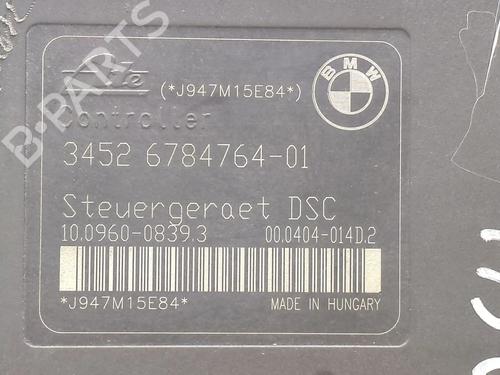 (*J947M15E84*)
BMW
Controller
3452 6784764-01
Steuergeraet DSC
10.0960-0839.3 00.0404-014D.2
*J947M15E84*
MADE IN HUNGARY
B-PARTS